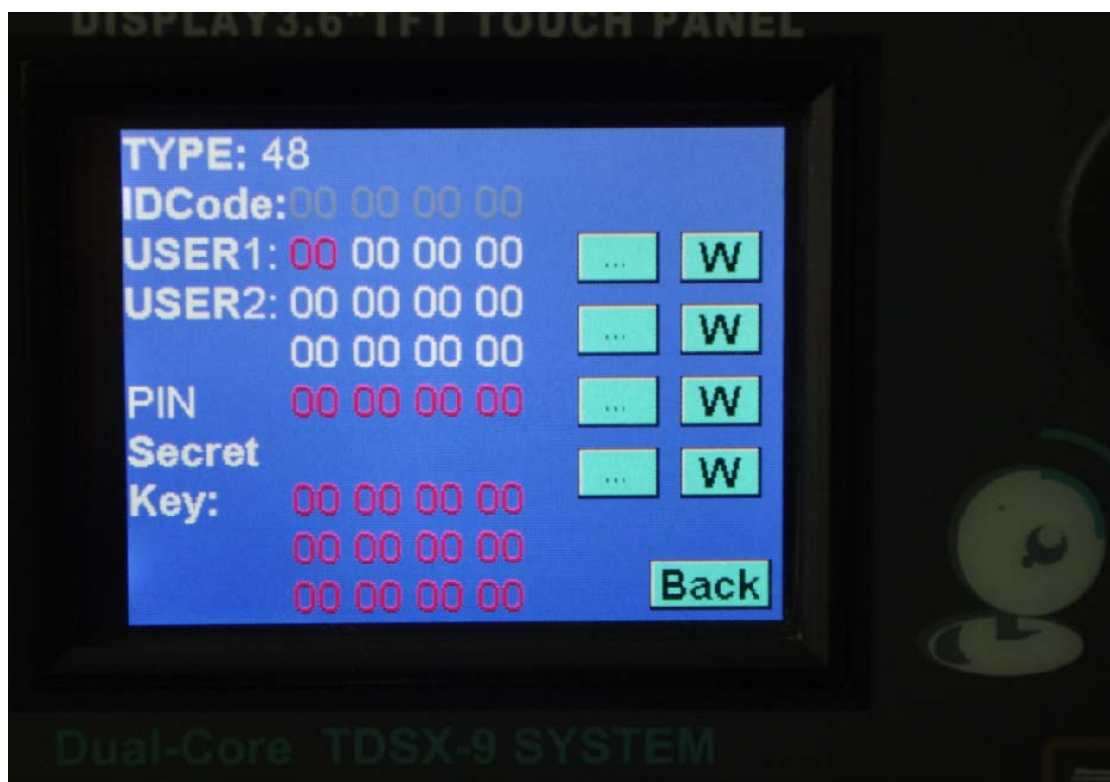 DISPLAY3.6"TFT TOUCH PANEL
TYPE: 48
IDCode:00 00 00 00
USER1: 00 00 00 00 ... W
USER2: 00 00 00 00
00 00 00 00 ... W
PIN 00 00 00 00 ... W
Secret
Key: 00 00 00 00 ... W
00 00 00 00
00 00 00 00 Back
Dual-Core TDSX-9 SYSTEM